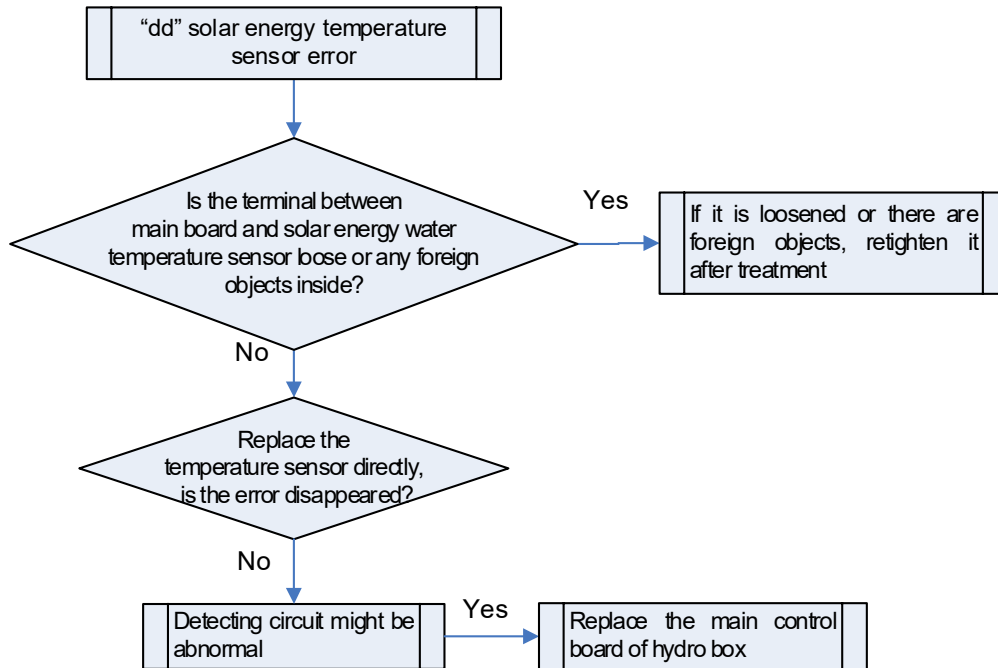 “dd” solar energy temperature
sensor error
Is the terminal between
main board and solar energy water
temperature sensor loose or any foreign
objects inside?
Yes
If it is loosened or there are
foreign objects, retighten it
after treatment
No
Replace the
temperature sensor directly,
is the error disappeared?
No
Detecting circuit might be
abnormal
Yes
Replace the main control
board of hydro box